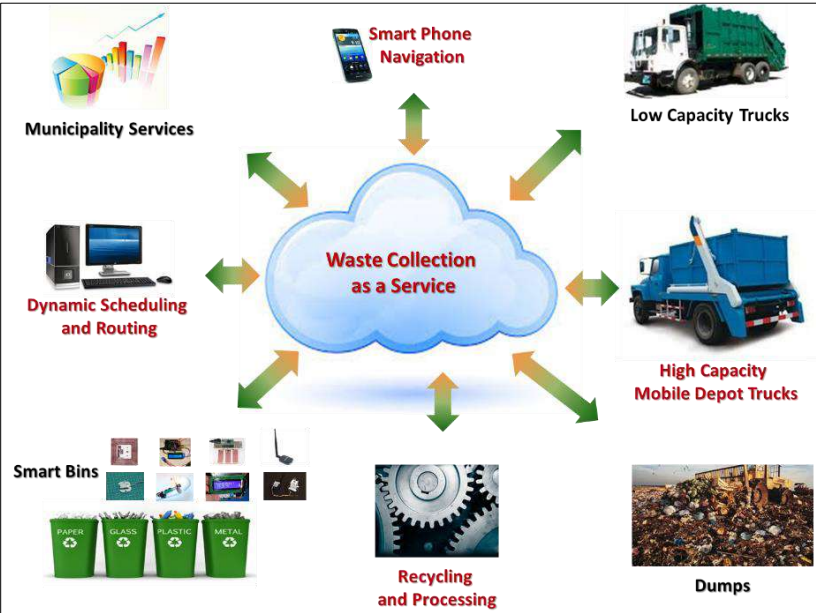 Smart Phone
Navigation
Municipality Services
Low Capacity Trucks
Waste Collection
as a Service
Dynamic Scheduling
and Routing
High Capacity
Mobile Depot Trucks
Smart Bins
PAPER
GLASS
PLASTIC
METAL
Recycling
and Processing
Dumps